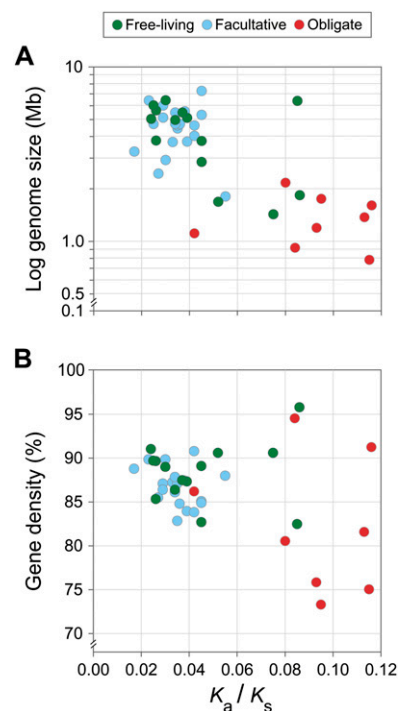 Free-living Facultative Obligate
A
Log genome size (Mb)
10
1.0
0.5
0.1
B
Gene density (%)
100
95
90
85
80
75
70
0.00 0.02 0.04 0.06 0.08 0.10 0.12
Ka / Ks